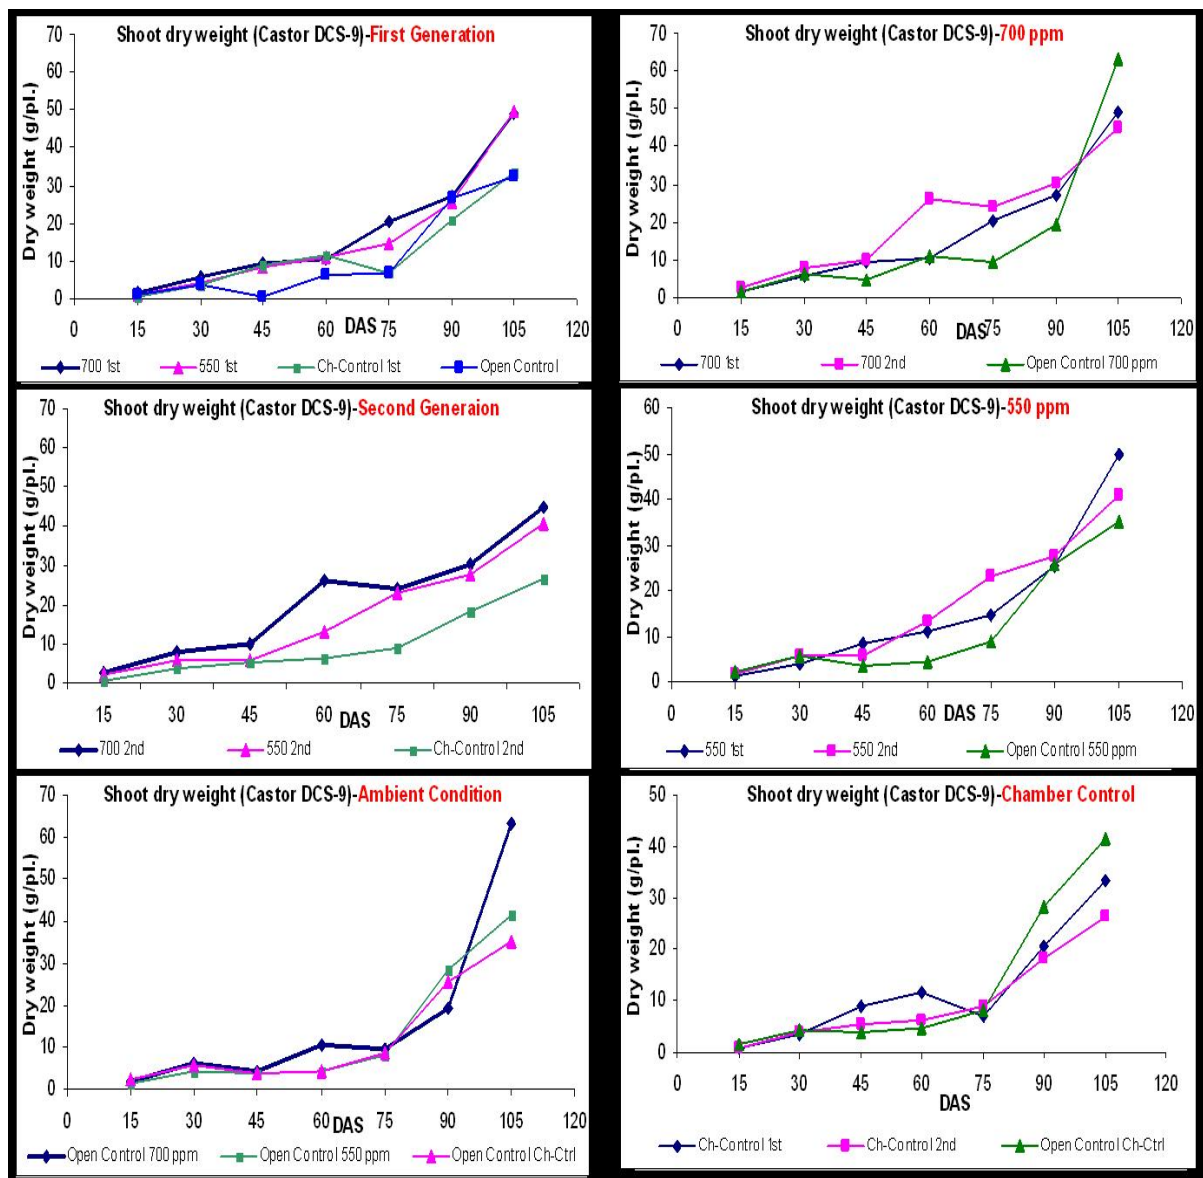 Shoot dry weight (Castor DCS-9)-First Generation
Dry weight (g/pl.)
70
60
50
40
30
20
10
0
0 15 30 45 60 75 90 105 120
DAS
700 1st 550 1st Ch-Control 1st Open Control
Shoot dry weight (Castor DCS-9)-700 ppm
Dry weight (g/pl.)
70
60
50
40
30
20
10
0
0 15 30 45 60 75 90 105 120
DAS
700 1st 700 2nd Open Control 700 ppm
Shoot dry weight (Castor DCS-9)-Second Generaion
Dry weight (g/pl.)
70
60
50
40
30
20
10
0
15 30 45 60 75 90 105
DAS
700 2nd 550 2nd Ch-Control 2nd
Shoot dry weight (Castor DCS-9)-550 ppm
Dry weight (g/pl.)
60
50
40
30
20
10
0
0 15 30 45 60 75 90 105 120
DAS
550 1st 550 2nd Open Control 550 ppm
Shoot dry weight (Castor DCS-9)-Ambient Condition
Dry weight (g/pl.)
70
60
50
40
30
20
10
0
0 15 30 45 60 75 90 105 120
DAS
Open Control 700 ppm Open Control 550 ppm Open Control Ch-Ctrl
Shoot dry weight (Castor DCS-9)-Chamber Control
Dry weight (g/pl.)
50
40
30
20
10
0
0 15 30 45 60 75 90 105 120
DAS
Ch-Control 1st Ch-Control 2nd Open Control Ch-Ctrl